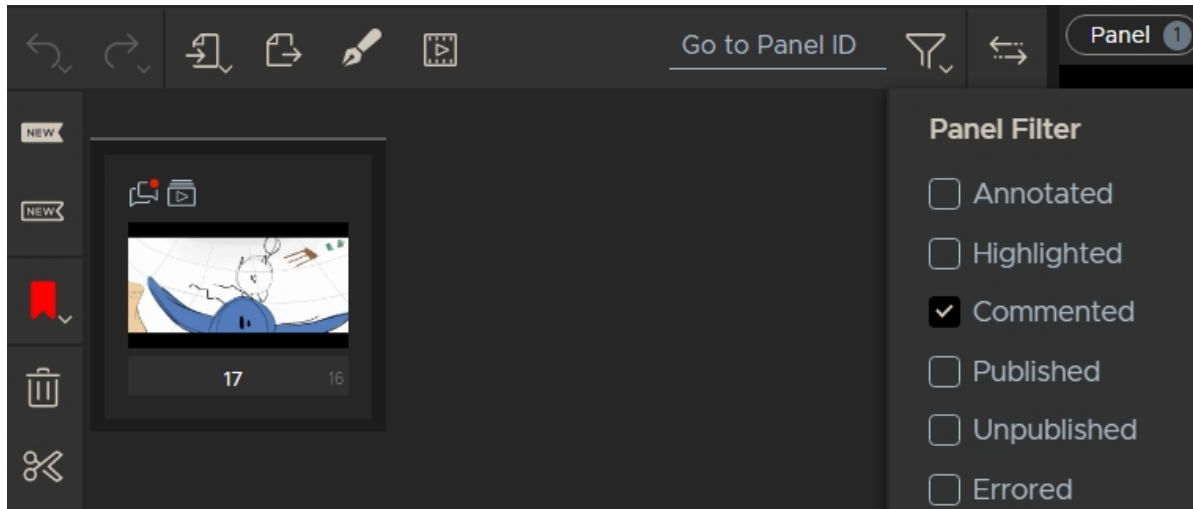 Go to Panel ID
Panel 1
NEW
NEW
17 16
Panel Filter
Annotated
Highlighted
Commented
Published
Unpublished
Errored